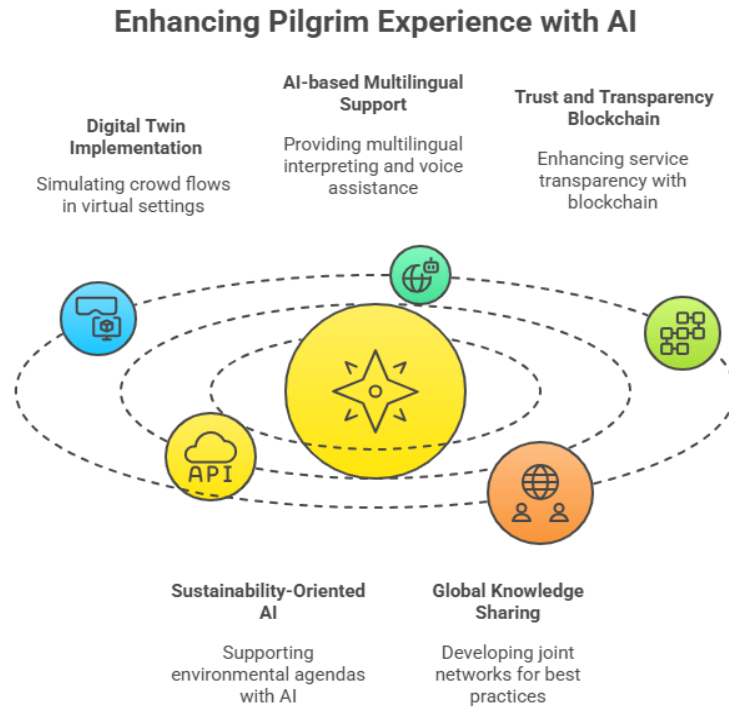 Enhancing Pilgrim Experience with AI
AI-based Multilingual
Support
Providing multilingual
interpreting and voice
assistance
Digital Twin
Implementation
Simulating crowd flows
in virtual settings
Trust and Transparency
Blockchain
Enhancing service
transparency with
blockchain
API
Sustainability-Oriented
AI
Supporting
environmental agendas
with AI
Global Knowledge
Sharing
Developing joint
networks for best
practices